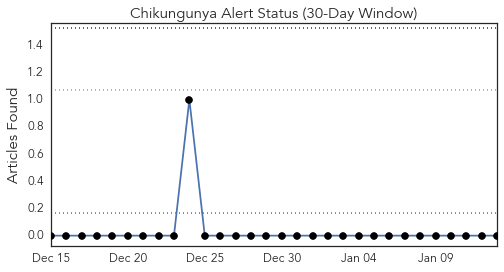 Chikungunya Alert Status (30-Day Window)
Articles Found
1.4
1.2
1.0
0.8
0.6
0.4
0.2
0.0
Dec 15 Dec 20 Dec 25 Dec 30 Jan 04 Jan 09